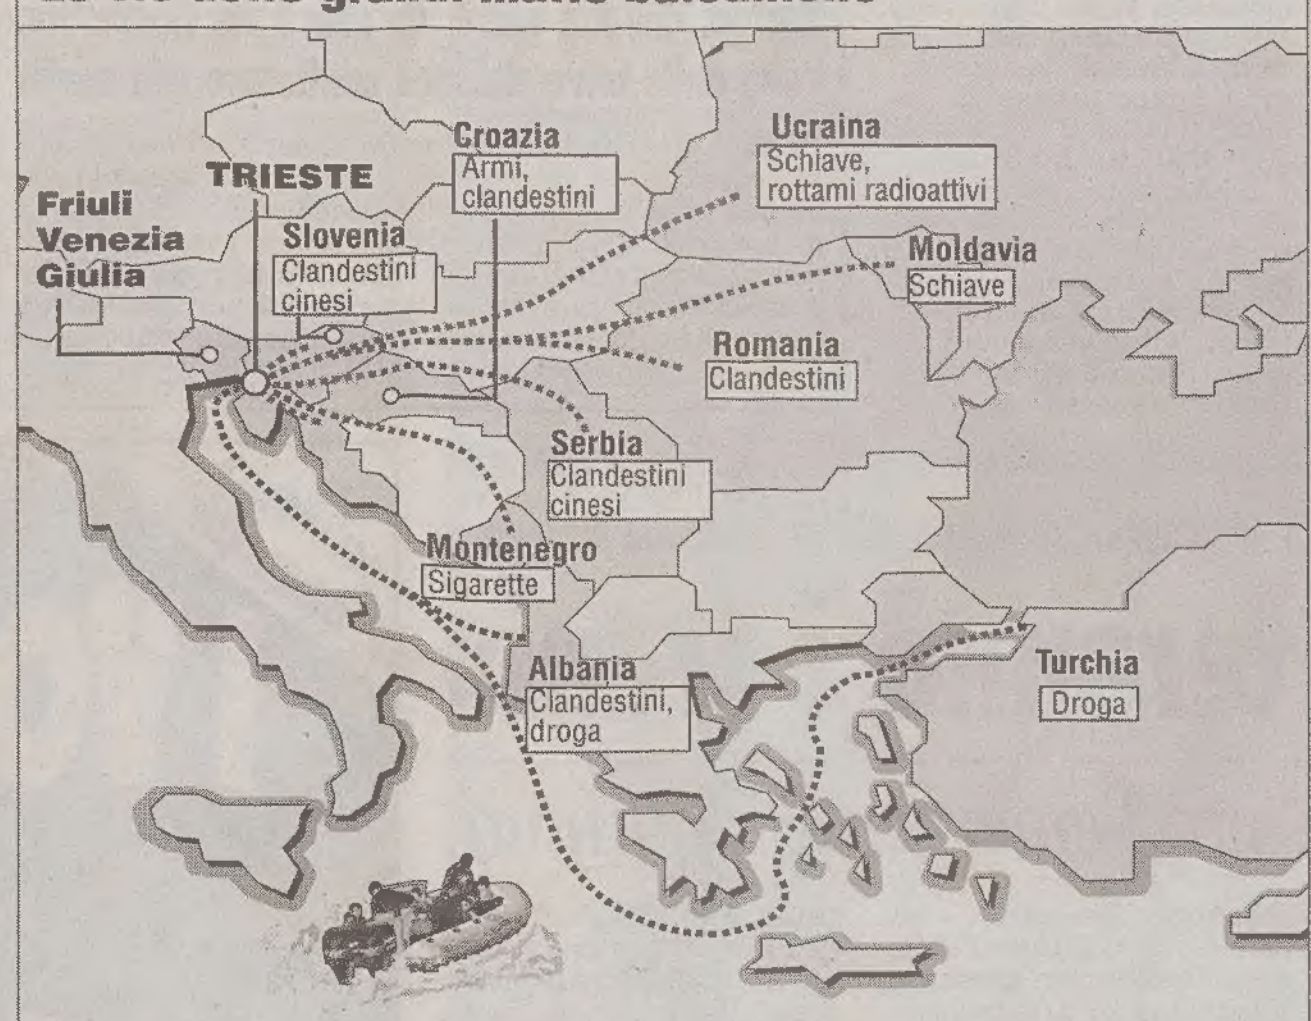 TRIESTE
Friuli
Venezia
Giulia
Slovenia
Clandestini
cinesi
Croazia
Armi,
clandestini
Ucraina
Schiave,
rottami radioattivi
Moldavia
Schiave
Romania
Clandestini
Serbia
Clandestini
cinesi
Montenegro
Sigarette
Albania
Clandestini,
droga
Turchia
Droga